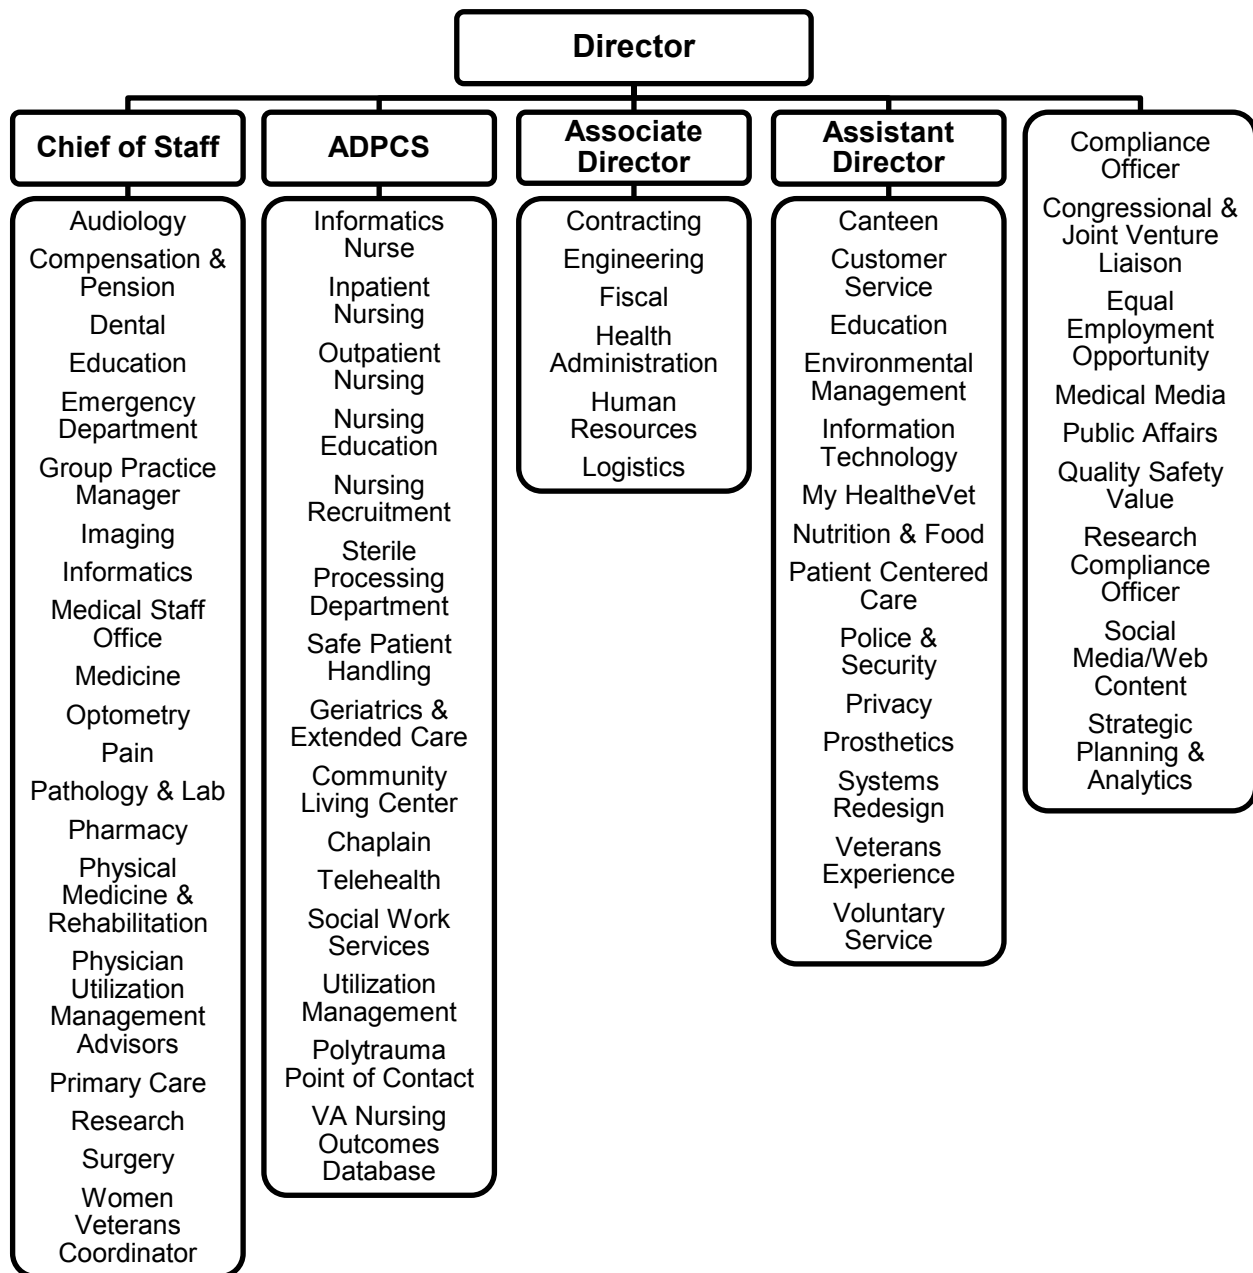 Director
Chief of Staff
Audiology
Compensation &
Pension
Dental
Education
Emergency
Department
Group Practice
Manager
Imaging
Informatics
Medical Staff
Office
Medicine
Optometry
Pain
Pathology & Lab
Pharmacy
Physical
Medicine &
Rehabilitation
Physician
Utilization
Management
Advisors
Primary Care
Research
Surgery
Women
Veterans
Coordinator
ADPCS
Informatics
Nurse
Inpatient
Nursing
Outpatient
Nursing
Nursing
Education
Nursing
Recruitment
Sterile
Processing
Department
Safe Patient
Handling
Geriatrics &
Extended Care
Community
Living Center
Chaplain
Telehealth
Social Work
Services
Utilization
Management
Polytrauma
Point of Contact
VA Nursing
Outcomes
Database
Associate
Director
Contracting
Engineering
Fiscal
Health
Administration
Human
Resources
Logistics
Assistant
Director
Canteen
Customer
Service
Education
Environmental
Management
Information
Technology
My HealtheVet
Nutrition & Food
Patient Centered
Care
Police &
Security
Privacy
Prosthetics
Systems
Redesign
Veterans
Experience
Voluntary
Service
Compliance
Officer
Congressional &
Joint Venture
Liaison
Equal
Employment
Opportunity
Medical Media
Public Affairs
Quality Safety
Value
Research
Compliance
Officer
Social
Media/Web
Content
Strategic
Planning &
Analytics